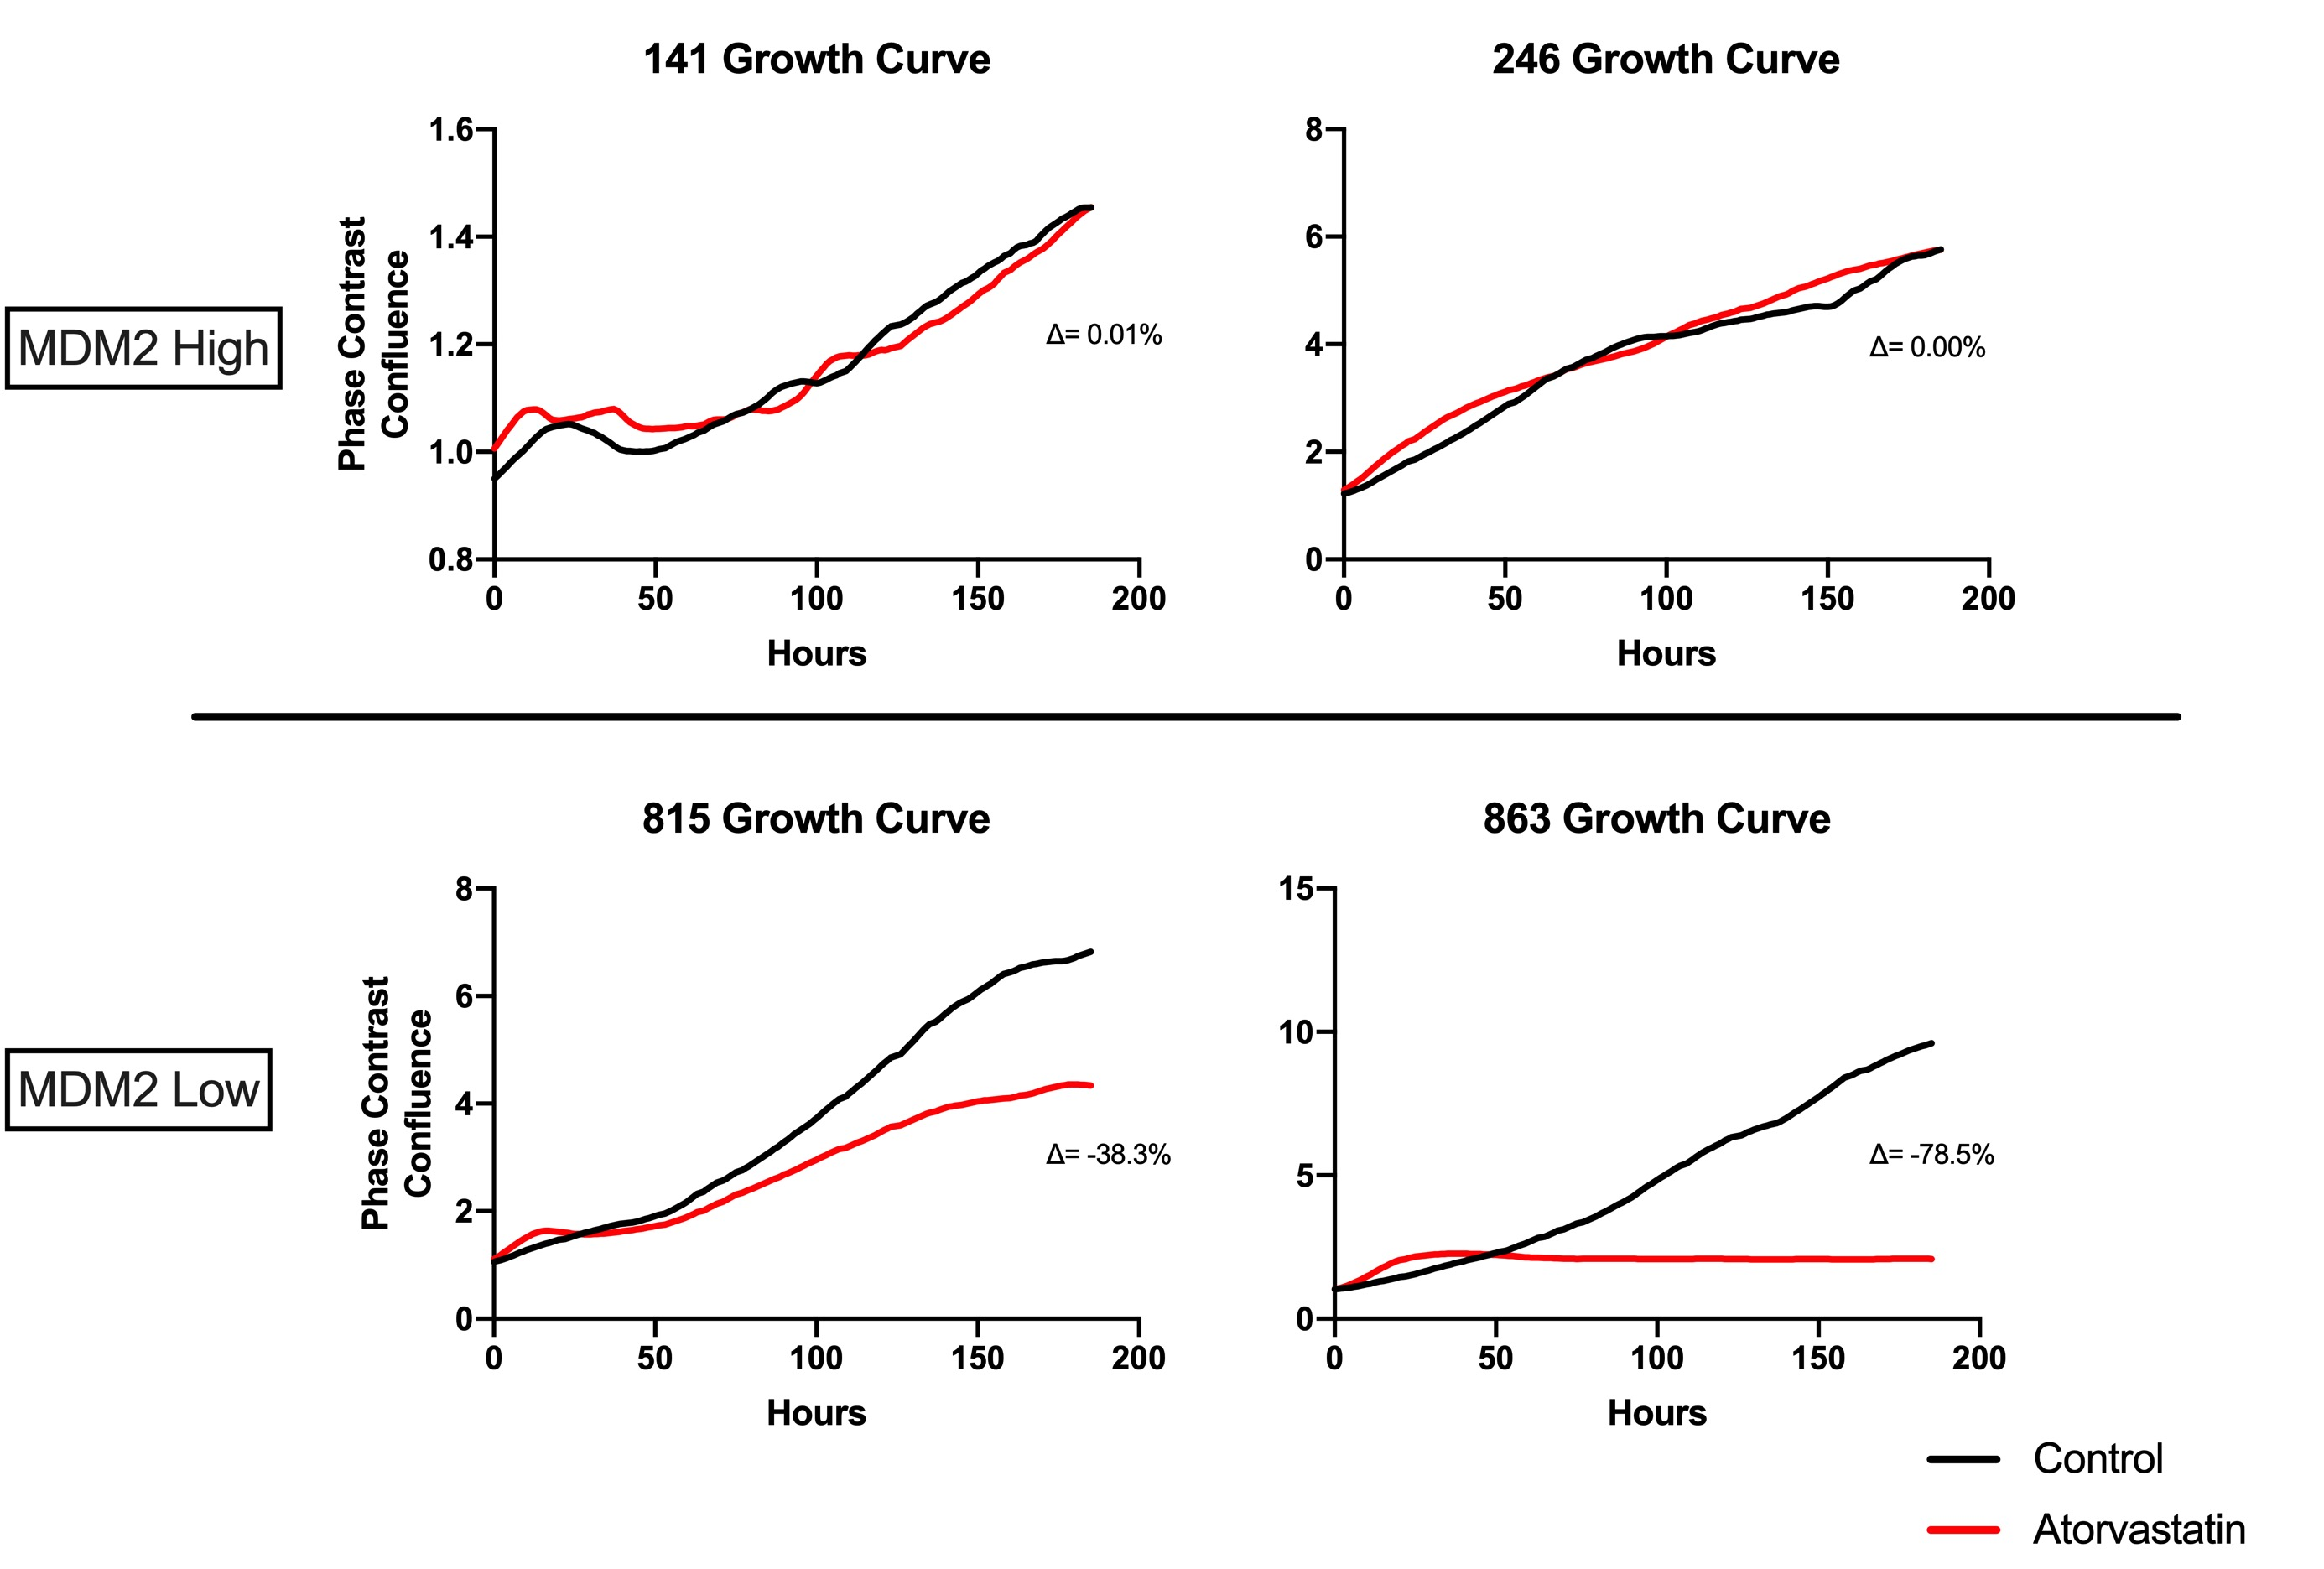 141 Growth Curve
246 Growth Curve
MDM2 High
Phase Contrast
Confluence
1.6
1.4
1.2
1.0
0.8
0 50 100 150 200
Hours
Δ= 0.01%
8
6
4
2
0
0 50 100 150 200
Hours
Δ= 0.00%
815 Growth Curve
863 Growth Curve
MDM2 Low
Phase Contrast
Confluence
8
6
4
2
0
0 50 100 150 200
Hours
Δ= -38.3%
15
10
5
0
0 50 100 150 200
Hours
Δ= -78.5%
Control
Atorvastatin